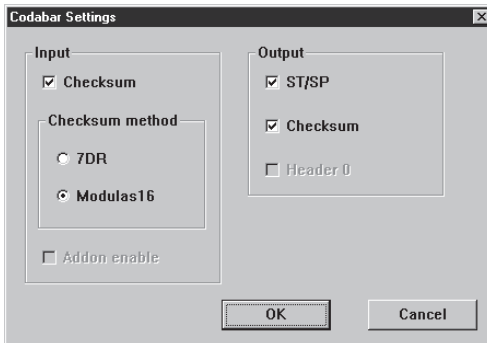 Codabar Settings
Input
Checksum
Checksum method
7DR
Modulas16
Addon enable
Output
ST/SP
Checksum
Header 0
OK
Cancel